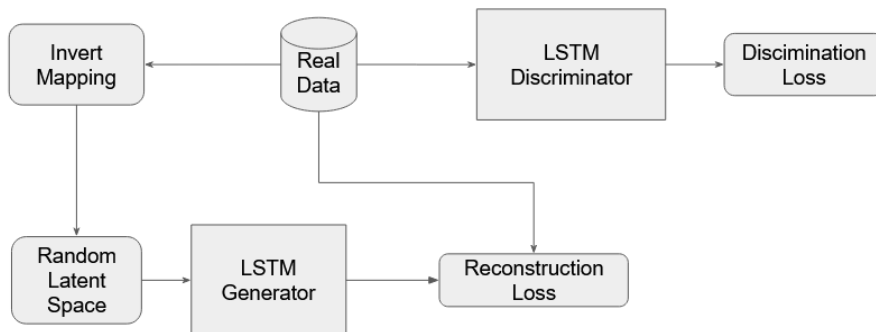 Invert
Mapping
Real
Data
LSTM
Discriminator
Discimination
Loss
Random
Latent
Space
LSTM
Generator
Reconstruction
Loss